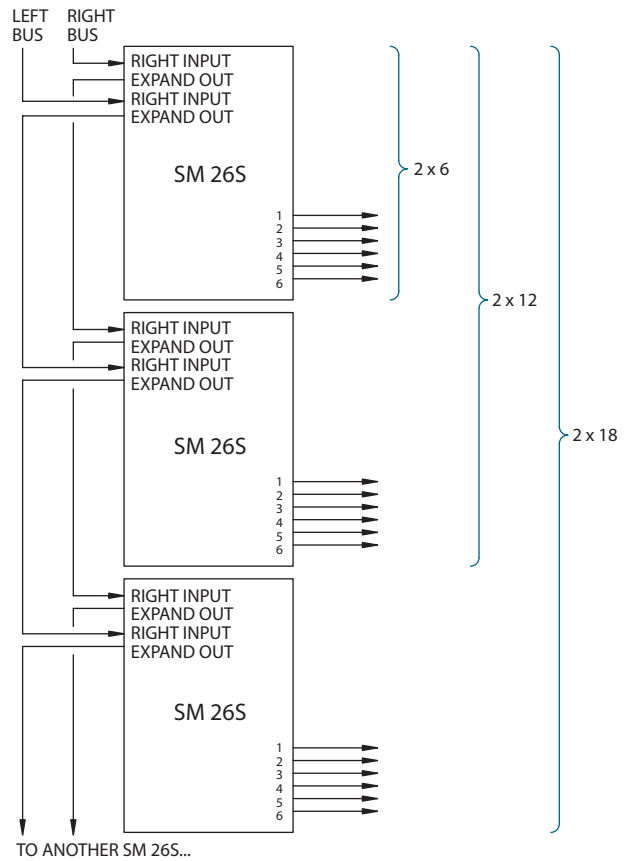 LEFT RIGHT
BUS BUS
RIGHT INPUT
EXPAND OUT
RIGHT INPUT
EXPAND OUT
SM 26S
2 x 6
1
2
3
4
5
6
2 x 12
RIGHT INPUT
EXPAND OUT
RIGHT INPUT
EXPAND OUT
2 x 18
SM 26S
1
2
3
4
5
6
RIGHT INPUT
EXPAND OUT
RIGHT INPUT
EXPAND OUT
SM 26S
1
2
3
4
5
6
TO ANOTHER SM 26S...